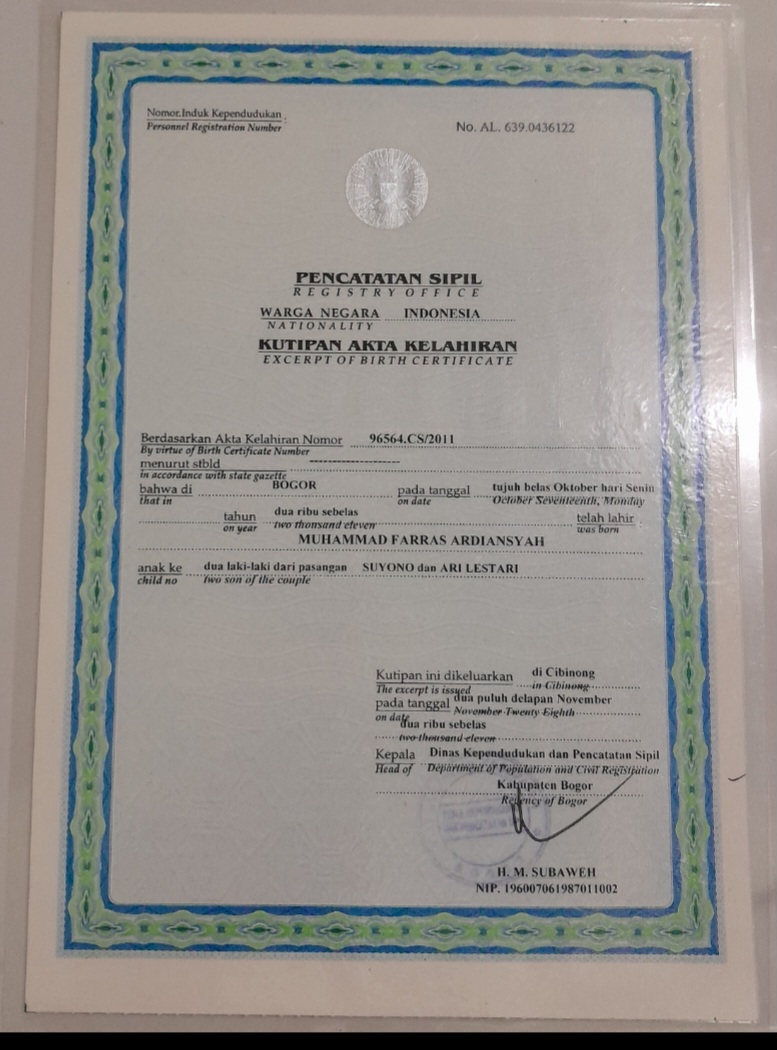 Nomor Induk Kependudukan :
Personnel Registration Number
No. AL. 639.0436122
PENCATATAN SIPIL
REGISTRY OFFICE
WARGA NEGARA INDONESIA
NATIONALITY
KUTIPAN AKTA KELAHIRAN
EXCERPT OF BIRTH CERTIFICATE
Berdasarkan Akta Kelahiran Nomor 96564.CS/2011
By virtue of Birth Certificate Number
menurut stbld --------------------
in accordance with state gazette
bahwa di BOGOR pada tanggal tujuh belas Oktober hari Senin
that in on date October Seventeenth, Monday
tahun dua ribu sebelas telah lahir
on year two thousand eleven was born
MUHAMMAD FARRAS ARDIANSYAH
anak ke dua laki-laki dari pasangan SUYONO dan ARI LESTARI
child no two son of the couple
Kutipan ini dikeluarkan di Cibinong
The excerpt is issued in Cibinong
pada tanggal dua puluh delapan November
on date November Twenty Eighth
dua ribu sebelas
two thousand eleven
Kepala Dinas Kependudukan dan Pencatatan Sipil
Head of Department of Population and Civil Registration
Kabupaten Bogor
Regency of Bogor
H. M. SUBAWEH
NIP. 196007061987011002